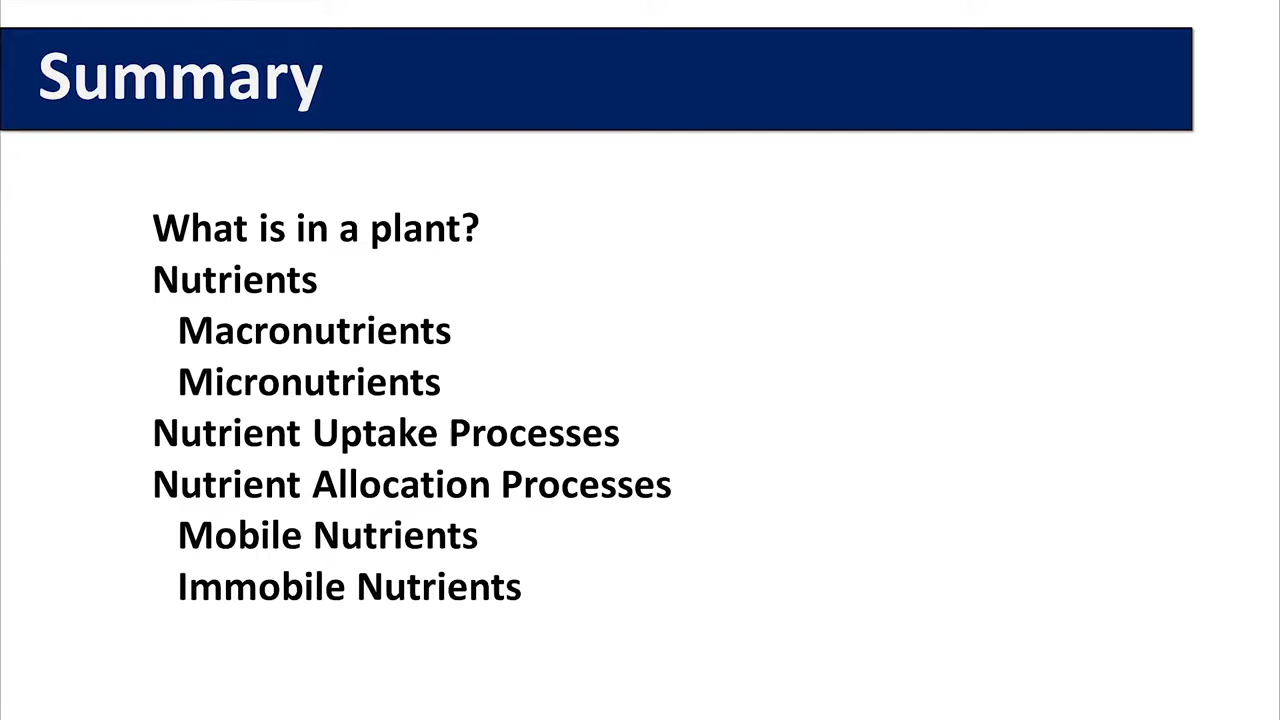 Summary
What is in a plant?
Nutrients
Macronutrients
Micronutrients
Nutrient Uptake Processes
Nutrient Allocation Processes
Mobile Nutrients
Immobile Nutrients